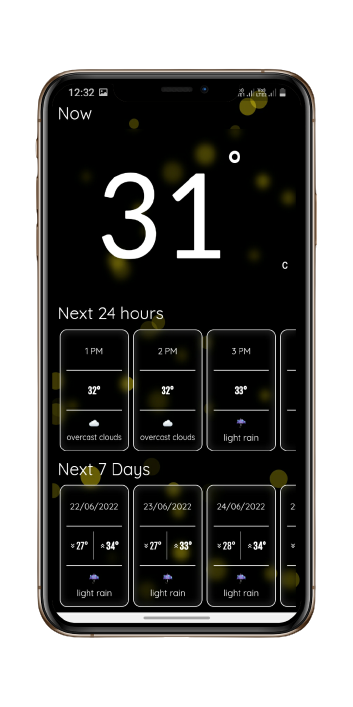 12:32
Now
31°
C
Next 24 hours
1 PM 2 PM 3 PM
32° 32° 33°
overcast clouds overcast clouds light rain
Next 7 Days
22/06/2022 23/06/2022 24/06/2022 2
27° 34° 27° 33° 28° 34°
light rain light rain light rain